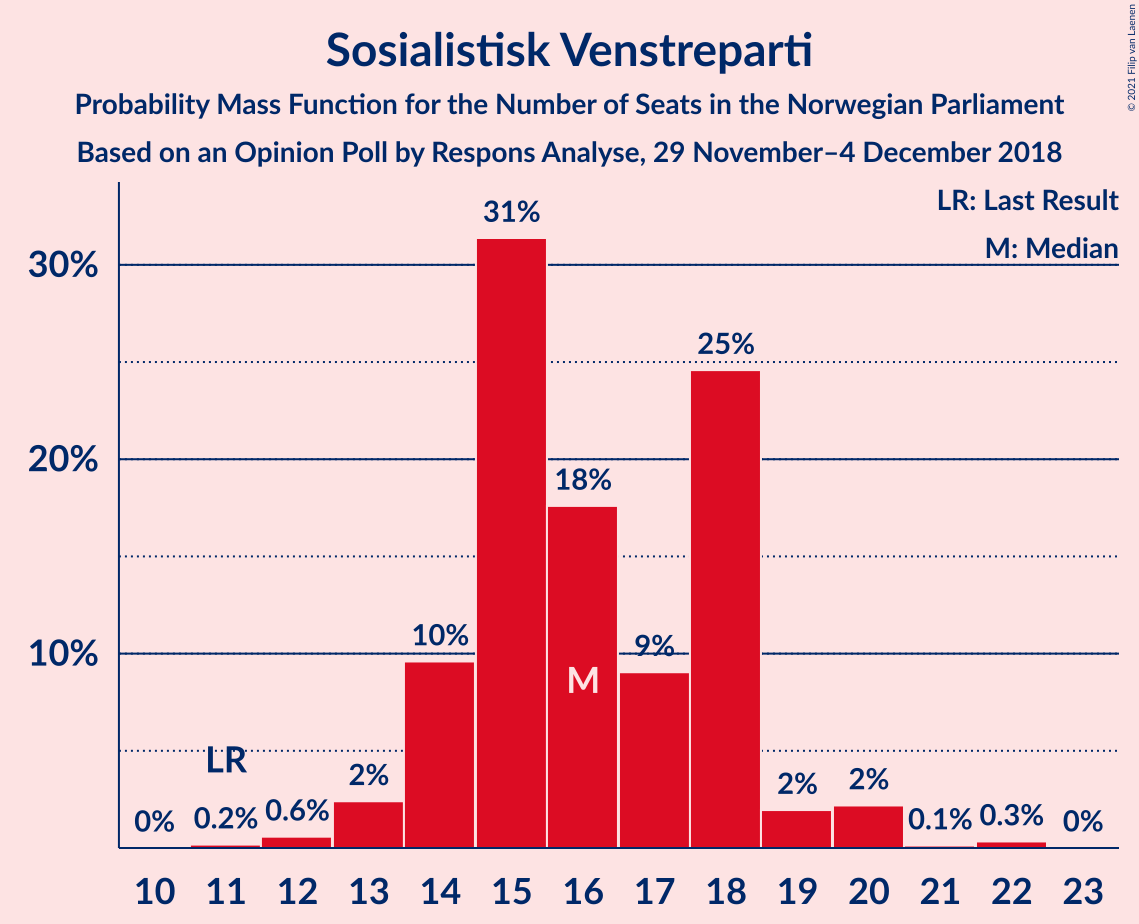 Sosialistisk Venstreparti
Probability Mass Function for the Number of Seats in the Norwegian Parliament
Based on an Opinion Poll by Respons Analyse, 29 November–4 December 2018
© 2021 Filip van Laenen
LR: Last Result
M: Median
30%
20%
10%
0%
0.2%
0.6%
2%
10%
31%
18%
9%
25%
2%
2%
0.1%
0.3%
0%
LR
M
10 11 12 13 14 15 16 17 18 19 20 21 22 23